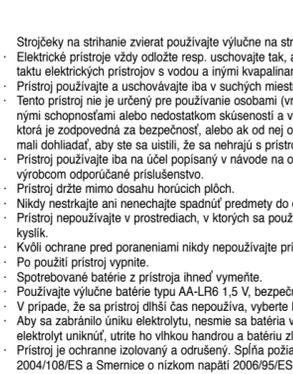 Strojčeky na strihanie zvierat používajte výlučne na str
· Elektrické prístroje vždy odložte resp. uschovajte tak, a
taktu elektrických prístrojov s vodou a inými kvapalinar
· Prístroj používajte a uschovávajte iba v suchých miest
· Tento prístroj nie je určený pre používanie osobami (vr
nými schopnosťami alebo nedostatkom skúseností a v
ktorá je zodpovedná za bezpečnosť, alebo ak od nej o
mali dohliadať, aby ste sa uistili, že sa nehrajú s prístro
· Prístroj používajte iba na účel popísaný v návode na o
výrobcom odporúčané príslušenstvo.
· Prístroj držte mimo dosahu horúcich plôch.
· Nikdy nestrkajte ani nenechajte spadnúť predmety do
· Prístroj nepoužívajte v prostrediach, v ktorých sa použ
kyslík.
· Kvôli ochrane pred poraneniami nikdy nepoužívajte prí
· Po použití prístroj vypnite.
· Spotrebované batérie z prístroja ihneď vymeňte.
· Používajte výlučne batérie typu AA-LR6 1,5 V, bezpečn
· V prípade, že sa prístroj dlhší čas nepoužíva, vyberte b
· Aby sa zabránilo úniku elektrolytu, nesmie sa batéria v
elektrolyt uniknúť, utrite ho vlhkou handrou a batériu zl
· Prístroj je ochranne izolovaný a odrušený. Spĺňa požia
2004/108/ES a Smernice o nízkom napätí 2006/95/ES